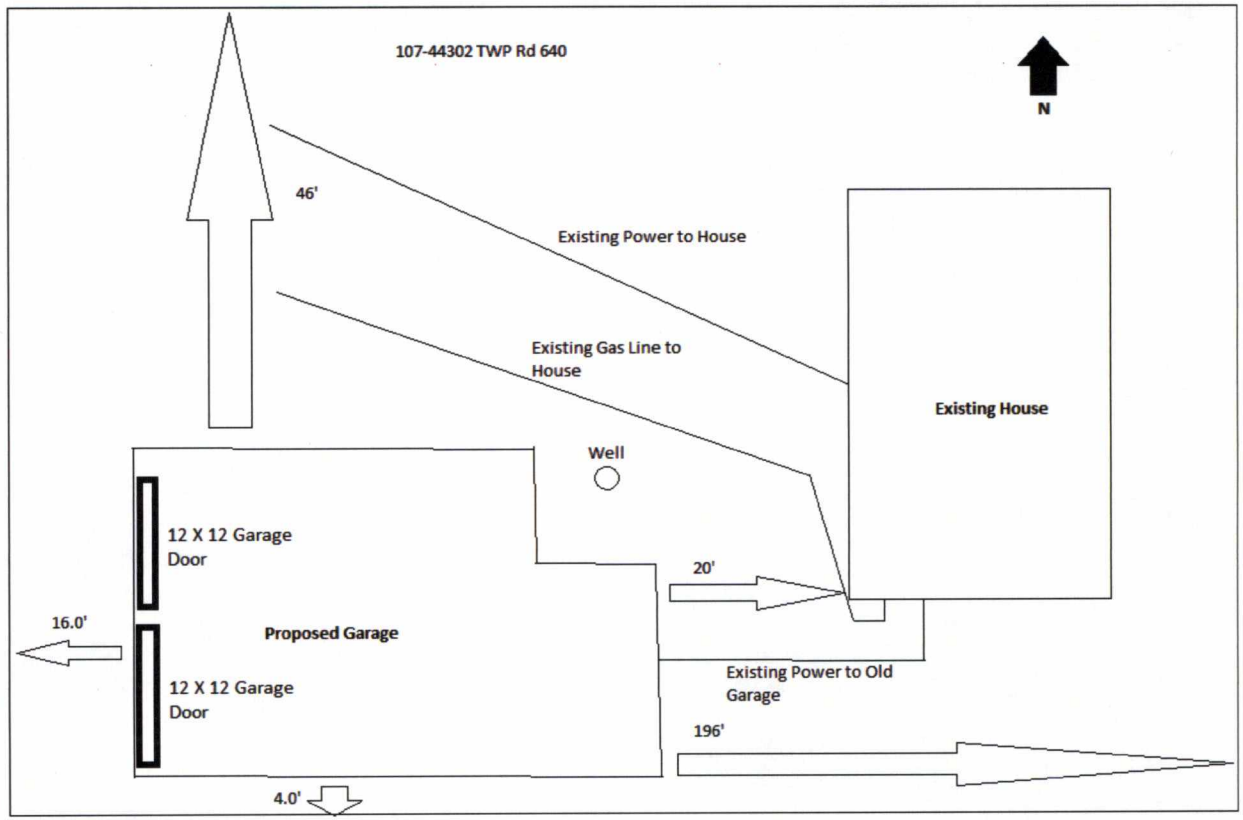 107-44302 TWP Rd 640
N
46'
Existing Power to House
Existing Gas Line to
House
Existing House
Well
12 X 12 Garage
Door
20'
16.0'
Proposed Garage
Existing Power to Old
Garage
12 X 12 Garage
Door
196'
4.0'